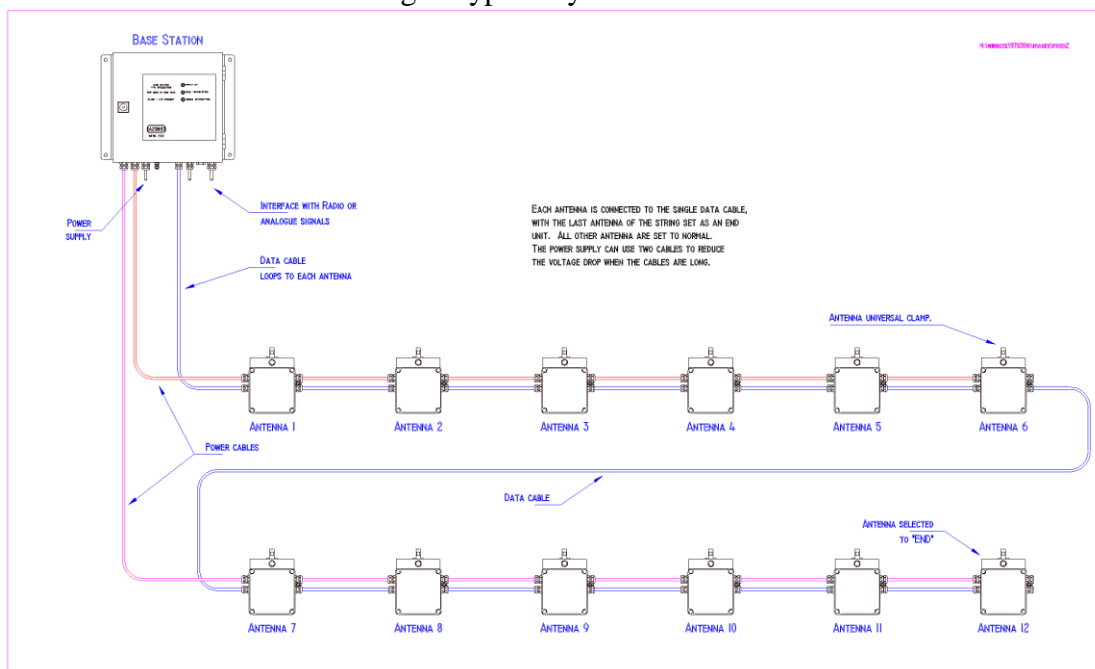 BASE STATION
POWER
SUPPLY
INTERFACE WITH RADIO OR
ANALOGUE SIGNALS
DATA CABLE
LOOPS TO EACH ANTENNA
EACH ANTENNA IS CONNECTED TO THE SINGLE DATA CABLE,
WITH THE LAST ANTENNA OF THE STRING SET AS AN END
UNIT. ALL OTHER ANTENNA ARE SET TO NORMAL.
THE POWER SUPPLY CAN USE TWO CABLES TO REDUCE
THE VOLTAGE DROP WHEN THE CABLES ARE LONG.
ANTENNA UNIVERSAL CLAMP.
ANTENNA 1
ANTENNA 2
ANTENNA 3
ANTENNA 4
ANTENNA 5
ANTENNA 6
POWER CABLES
DATA CABLE
ANTENNA SELECTED
TO "END"
ANTENNA 7
ANTENNA 8
ANTENNA 9
ANTENNA 10
ANTENNA 11
ANTENNA 12